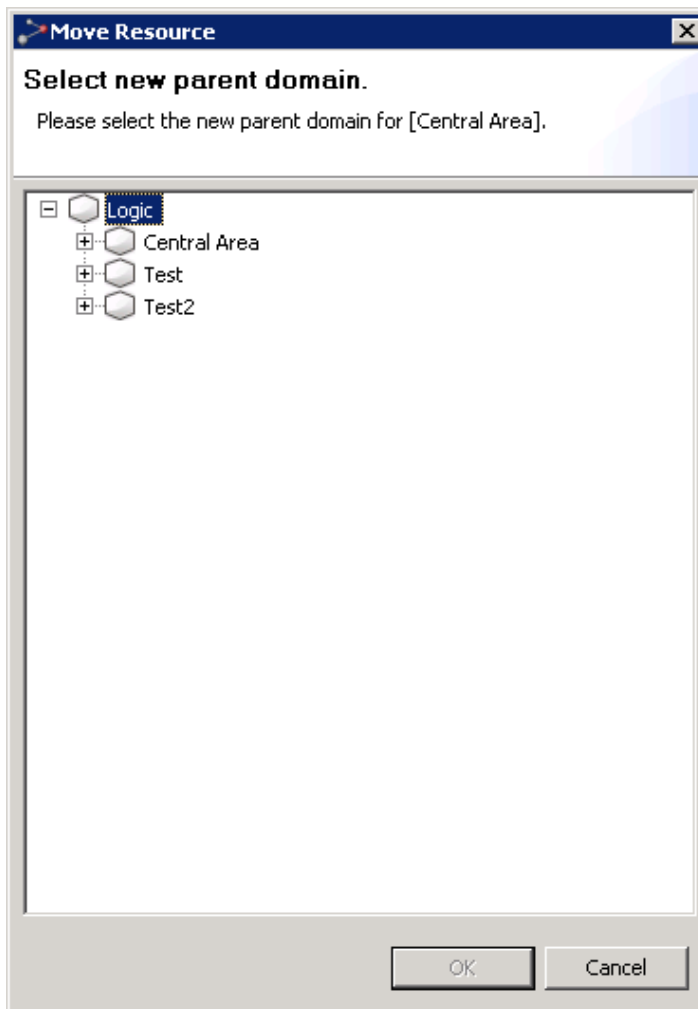 Move Resource
Select new parent domain.
Please select the new parent domain for [Central Area].
Logic
Central Area
Test
Test2
OK
Cancel